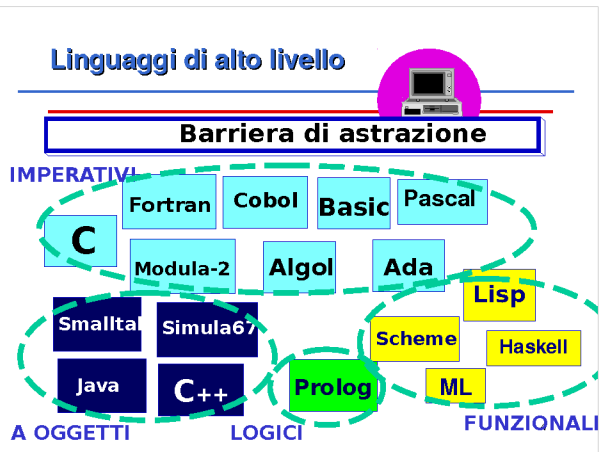 Linguaggi di alto livello
Barriera di astrazione
IMPERATIVI
Fortran Cobol Basic Pascal
C
Modula-2 Algol Ada
Lisp
Smalltal Simula67
Scheme Haskell
Java C++ Prolog ML
FUNZIONALI
A OGGETTI LOGICI